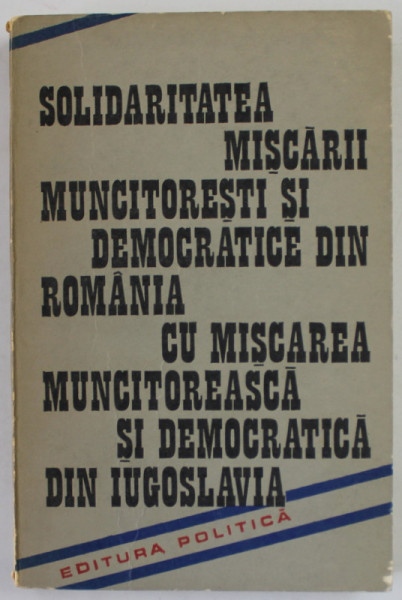 SOLIDARITATEA
MIȘCĂRII
MUNCITOREȘTI ȘI
DEMOCRATICE DIN
ROMÂNIA
CU MIȘCAREA
MUNCITOREASCĂ
ȘI DEMOCRATICĂ
DIN IUGOSLAVIA
EDITURA POLITICĂ